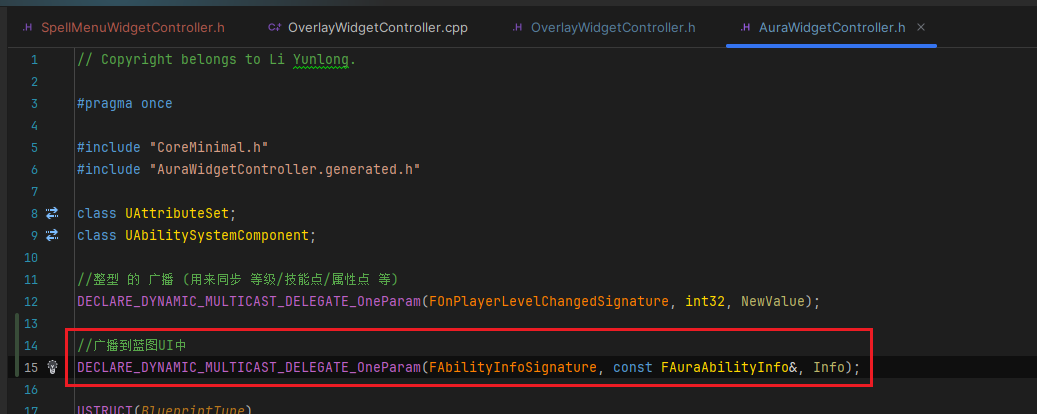 SpellMenuWidgetController.h OverlayWidgetController.cpp OverlayWidgetController.h AuraWidgetController.h
1 // Copyright belongs to Li Yunlong.
2
3 #pragma once
4
5 #include "CoreMinimal.h"
6 #include "AuraWidgetController.generated.h"
7
8 class UAttributeSet;
9 class UAbilitySystemComponent;
10
11 //整型 的 广播 (用来同步 等级/技能点/属性点 等)
12 DECLARE_DYNAMIC_MULTICAST_DELEGATE_OneParam(FOnPlayerLevelChangedSignature, int32, NewValue);
13
14 //广播到蓝图UI中
15 DECLARE_DYNAMIC_MULTICAST_DELEGATE_OneParam(FAbilityInfoSignature, const FAuraAbilityInfo&, Info);
16
17 USTRUCT(BlueprintType)